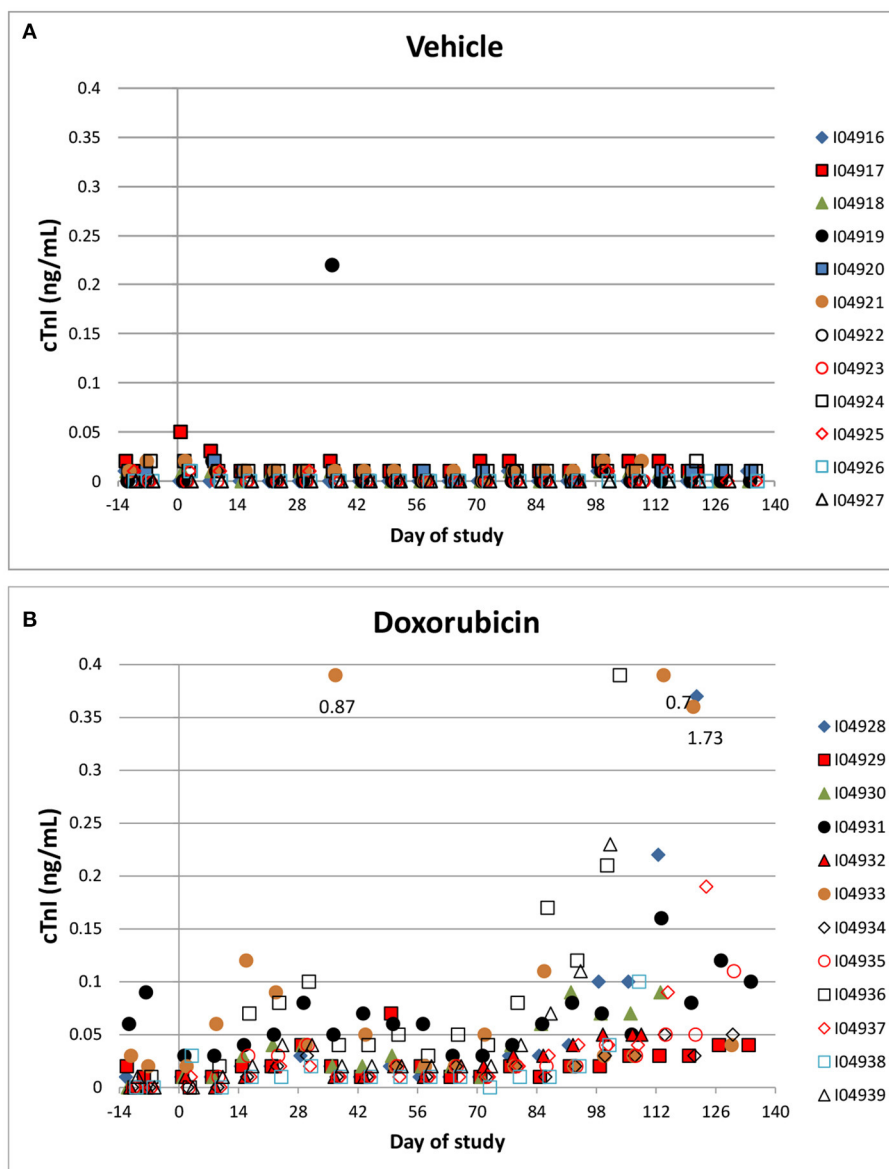 A
Vehicle
0.4
0.35
0.3
0.25
0.2
0.15
0.1
0.05
0
-14 0 14 28 42 56 70 84 98 112 126 140
cTnI (ng/mL)
Day of study
I04916
I04917
I04918
I04919
I04920
I04921
I04922
I04923
I04924
I04925
I04926
I04927
B
Doxorubicin
0.4
0.35
0.3
0.25
0.2
0.15
0.1
0.05
0
-14 0 14 28 42 56 70 84 98 112 126 140
cTnI (ng/mL)
Day of study
0.87
0.7
1.73
I04928
I04929
I04930
I04931
I04932
I04933
I04934
I04935
I04936
I04937
I04938
I04939